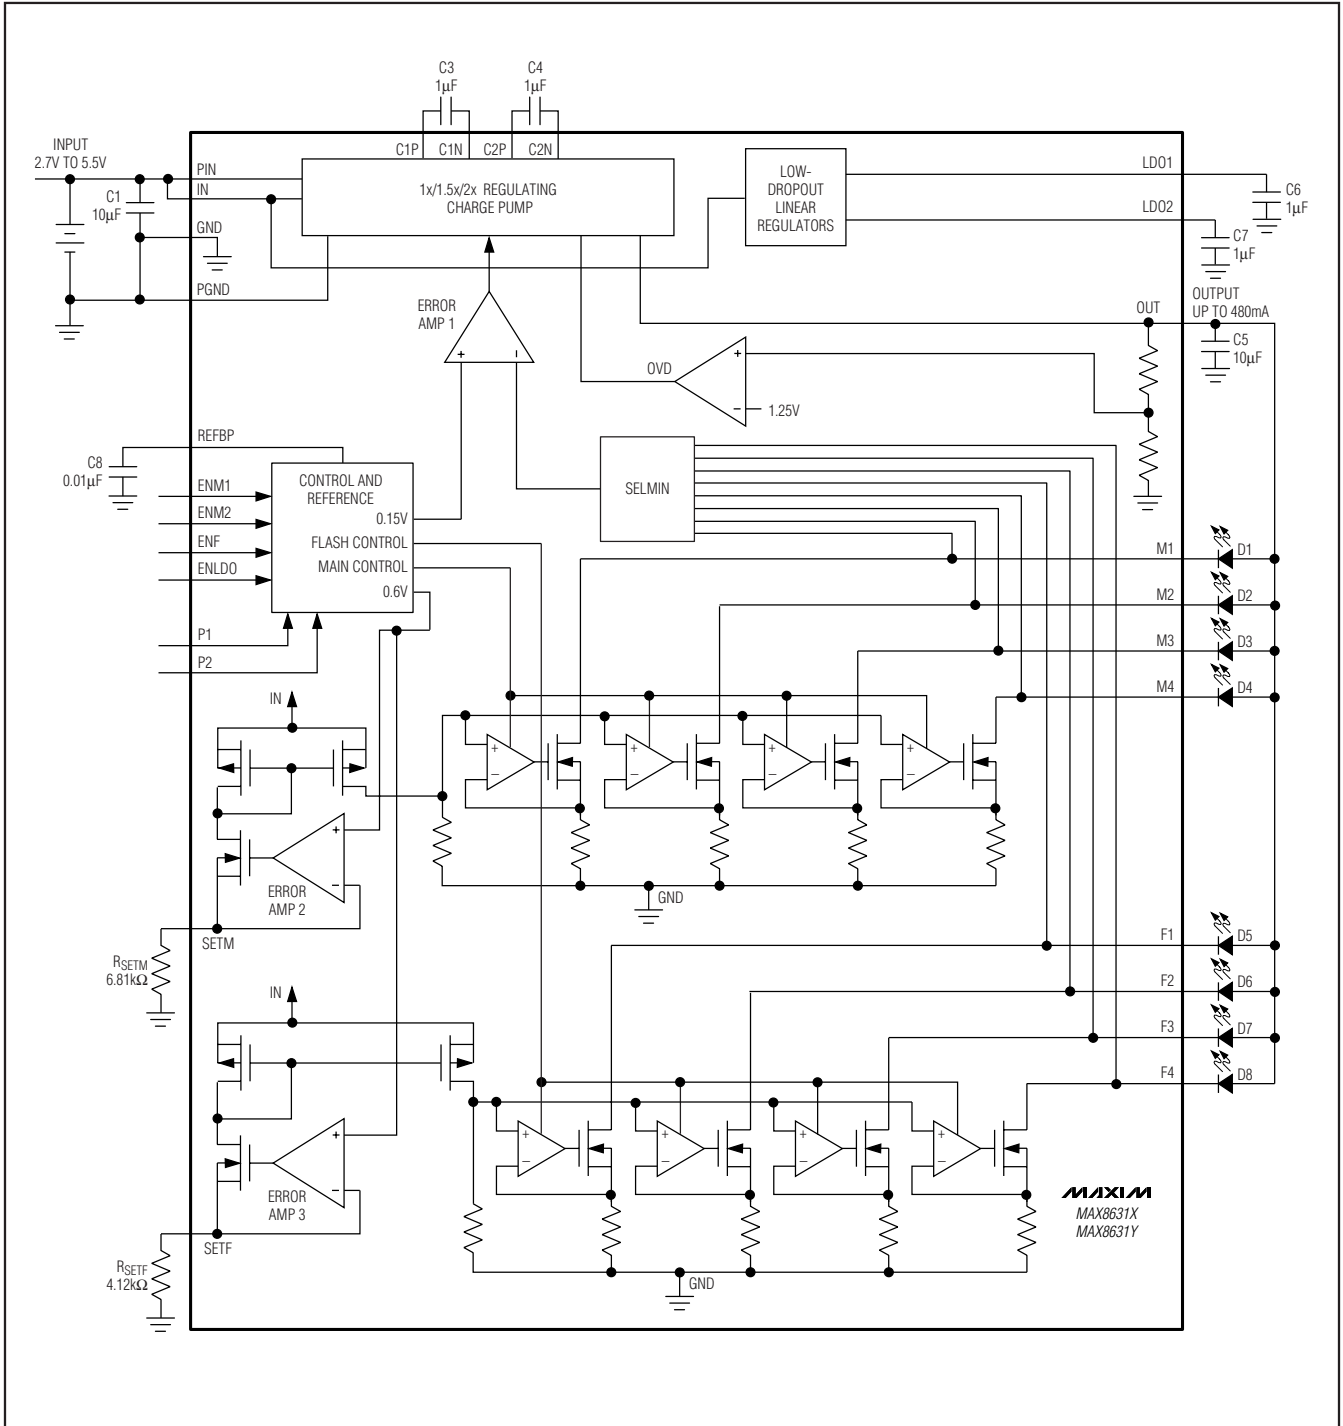 C3
1µF
C4
1µF
INPUT
2.7V TO 5.5V
C1P
C1N
C2P
C2N
PIN
IN
C1
10µF
GND
PGND
1x/1.5x/2x REGULATING
CHARGE PUMP
LOW-
DROPOUT
LINEAR
REGULATORS
LDO1
LDO2
C6
1µF
C7
1µF
ERROR
AMP 1
+
–
OUT
OUTPUT
UP TO 480mA
C5
10µF
OVD
+
–
1.25V
REFBP
C8
0.01µF
CONTROL AND
REFERENCE
0.15V
FLASH CONTROL
MAIN CONTROL
0.6V
ENM1
ENM2
ENF
ENLDO
P1
P2
SELMIN
M1
D1
M2
D2
M3
D3
M4
D4
IN
+
–
+
–
+
–
+
–
+
–
ERROR
AMP 2
GND
SETM
RSETM
6.81kΩ
F1
D5
F2
D6
F3
D7
F4
D8
IN
+
–
+
–
+
–
+
–
+
–
ERROR
AMP 3
SETF
RSETF
4.12kΩ
GND
MAXIM
MAX8631X
MAX8631Y